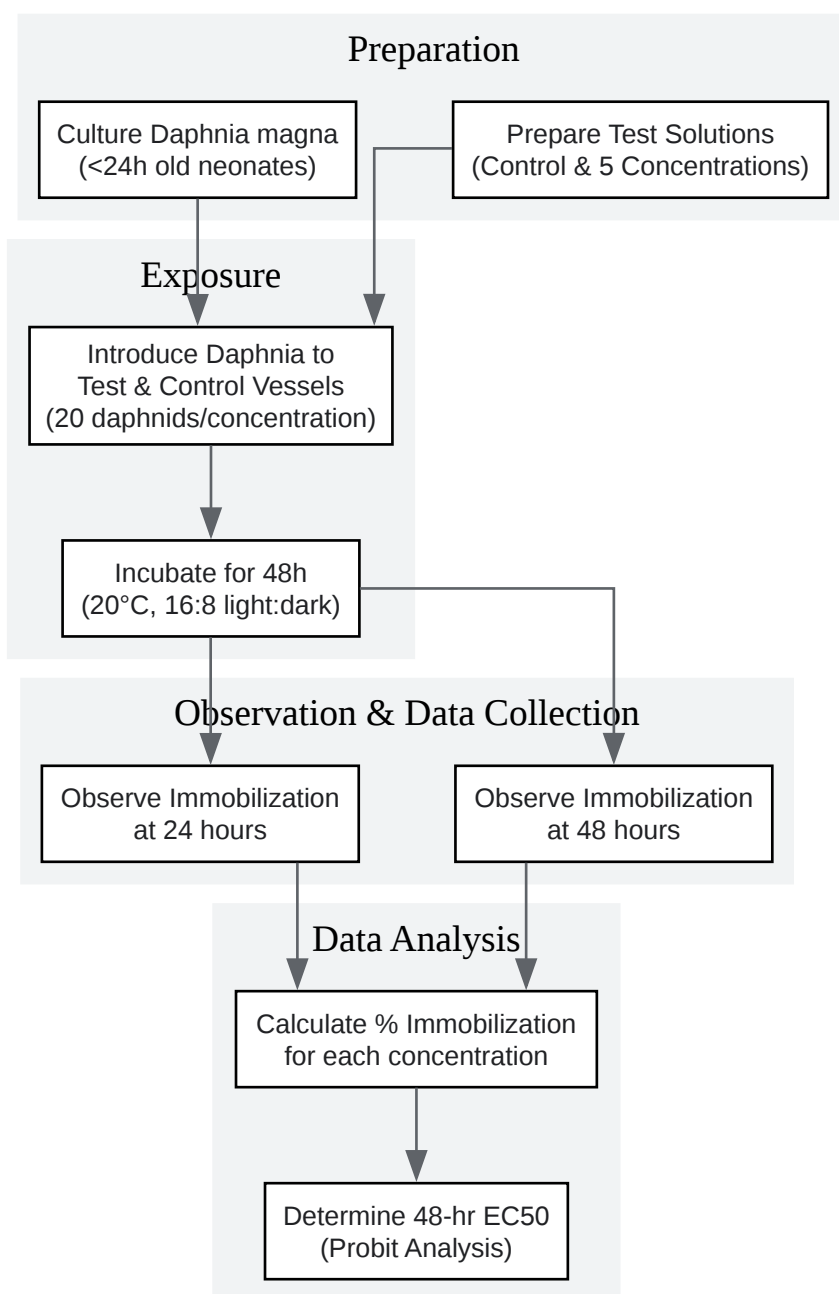 Preparation
Culture Daphnia magna
(<24h old neonates)
Prepare Test Solutions
(Control & 5 Concentrations)
Exposure
Introduce Daphnia to
Test & Control Vessels
(20 daphnids/concentration)
Incubate for 48h
(20°C, 16:8 light:dark)
Observation & Data Collection
Observe Immobilization
at 24 hours
Observe Immobilization
at 48 hours
Data Analysis
Calculate % Immobilization
for each concentration
Determine 48-hr EC50
(Probit Analysis)